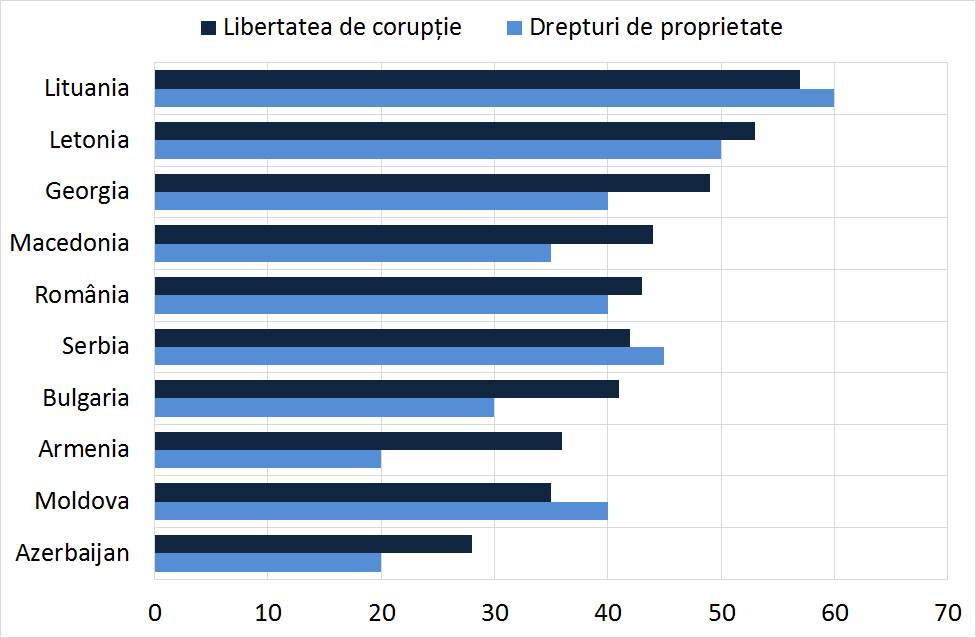 Libertatea de corupție Drepturi de proprietate
Lituania
Letonia
Georgia
Macedonia
România
Serbia
Bulgaria
Armenia
Moldova
Azerbaijan
0 10 20 30 40 50 60 70